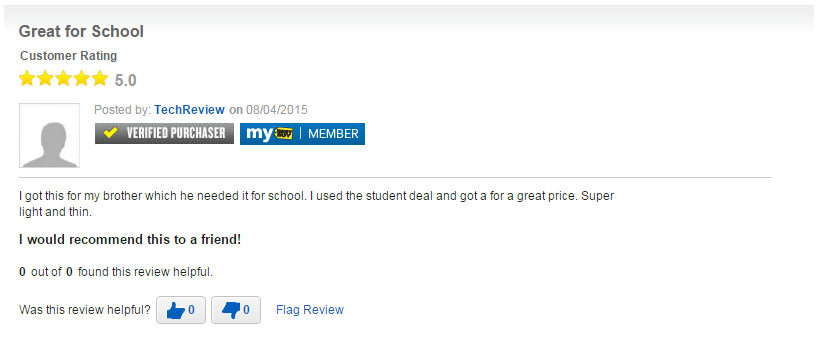 Great for School
Customer Rating
5.0
Posted by: TechReview on 08/04/2015
VERIFIED PURCHASER my BUY | MEMBER
I got this for my brother which he needed it for school. I used the student deal and got a for a great price. Super
light and thin.
I would recommend this to a friend!
0 out of 0 found this review helpful.
Was this review helpful? 0 0 Flag Review